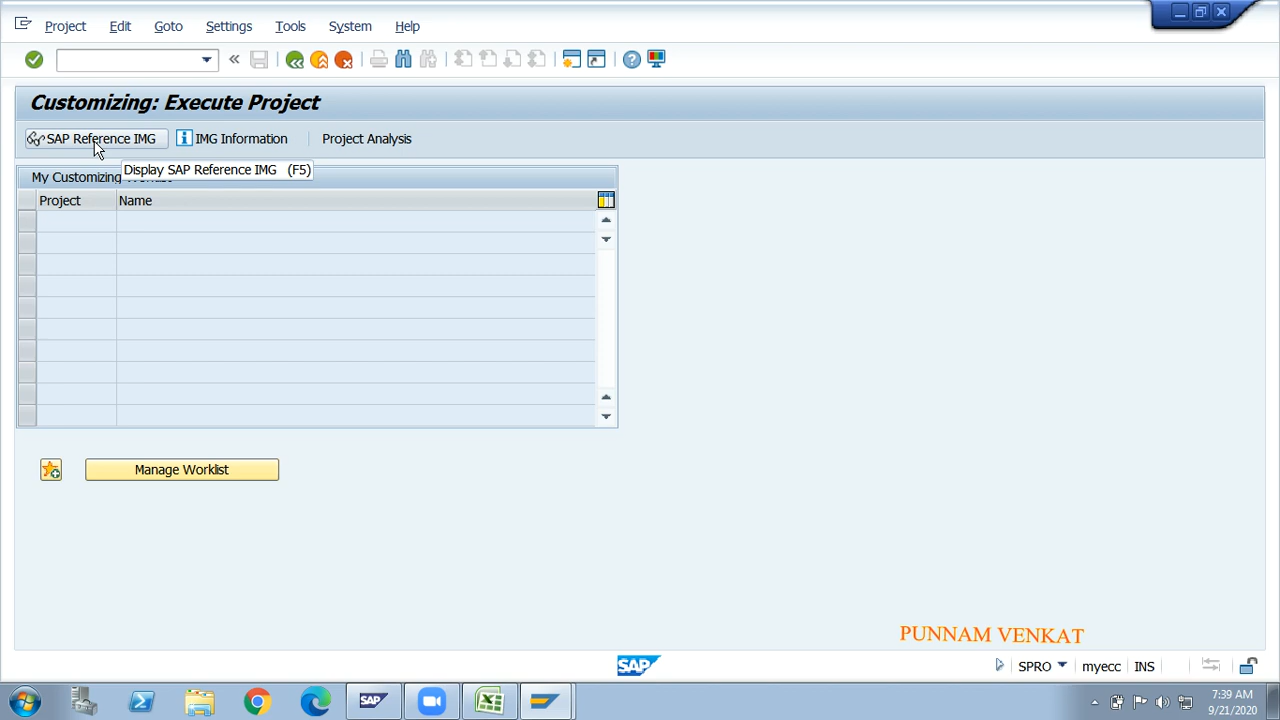 Project Edit Goto Settings Tools System Help
Customizing: Execute Project
SAP Reference IMG IMG Information Project Analysis
Display SAP Reference IMG (F5)
My Customizing
Project Name
Manage Worklist
PUNNAM VENKAT
SAP SPRO myecc INS
SAP
7:39 AM
9/21/2020